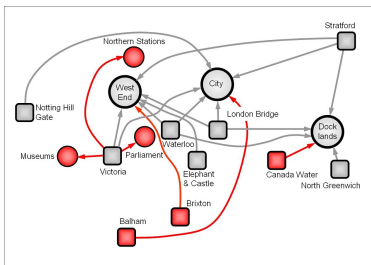 Stratford
Northern Stations
West
End
City
Notting Hill
Gate
London Bridge
Dock
lands
Museums
Parliament
Waterloo
Victoria
Elephant
& Castle
Canada Water
North Greenwich
Brixton
Balham